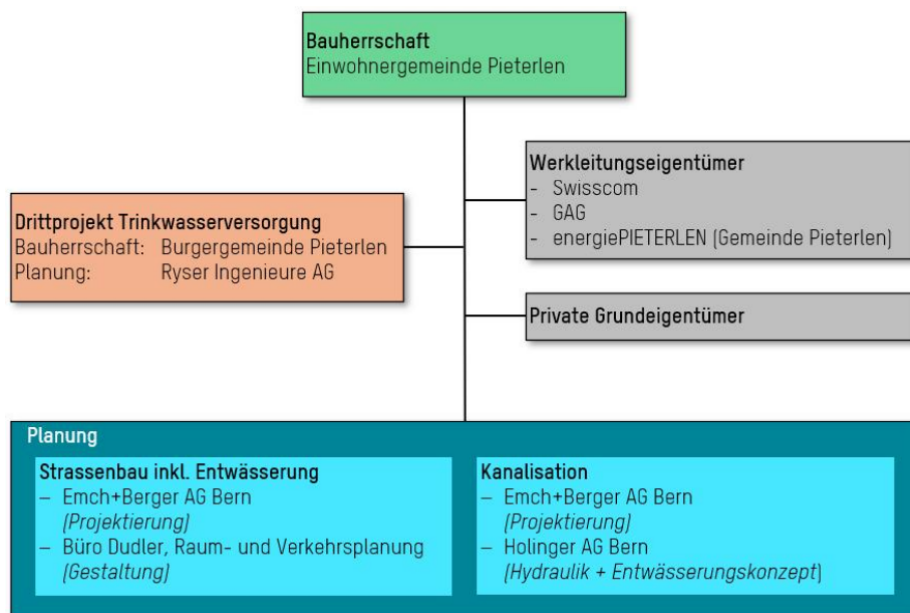 Bauherrschaft
Einwohnergemeinde Pieterlen
Werkleitungseigentümer
- Swisscom
- GAG
- energiePIETERLEN (Gemeinde Pieterlen)
Drittprojekt Trinkwasserversorgung
Bauherrschaft: Burgergemeinde Pieterlen
Planung: Ryser Ingenieure AG
Private Grundeigentümer
Planung
Strassenbau inkl. Entwässerung
– Emch+Berger AG Bern
(Projektierung)
– Büro Dudler, Raum- und Verkehrsplanung
(Gestaltung)
Kanalisation
– Emch+Berger AG Bern
(Projektierung)
– Holinger AG Bern
(Hydraulik + Entwässerungskonzept)